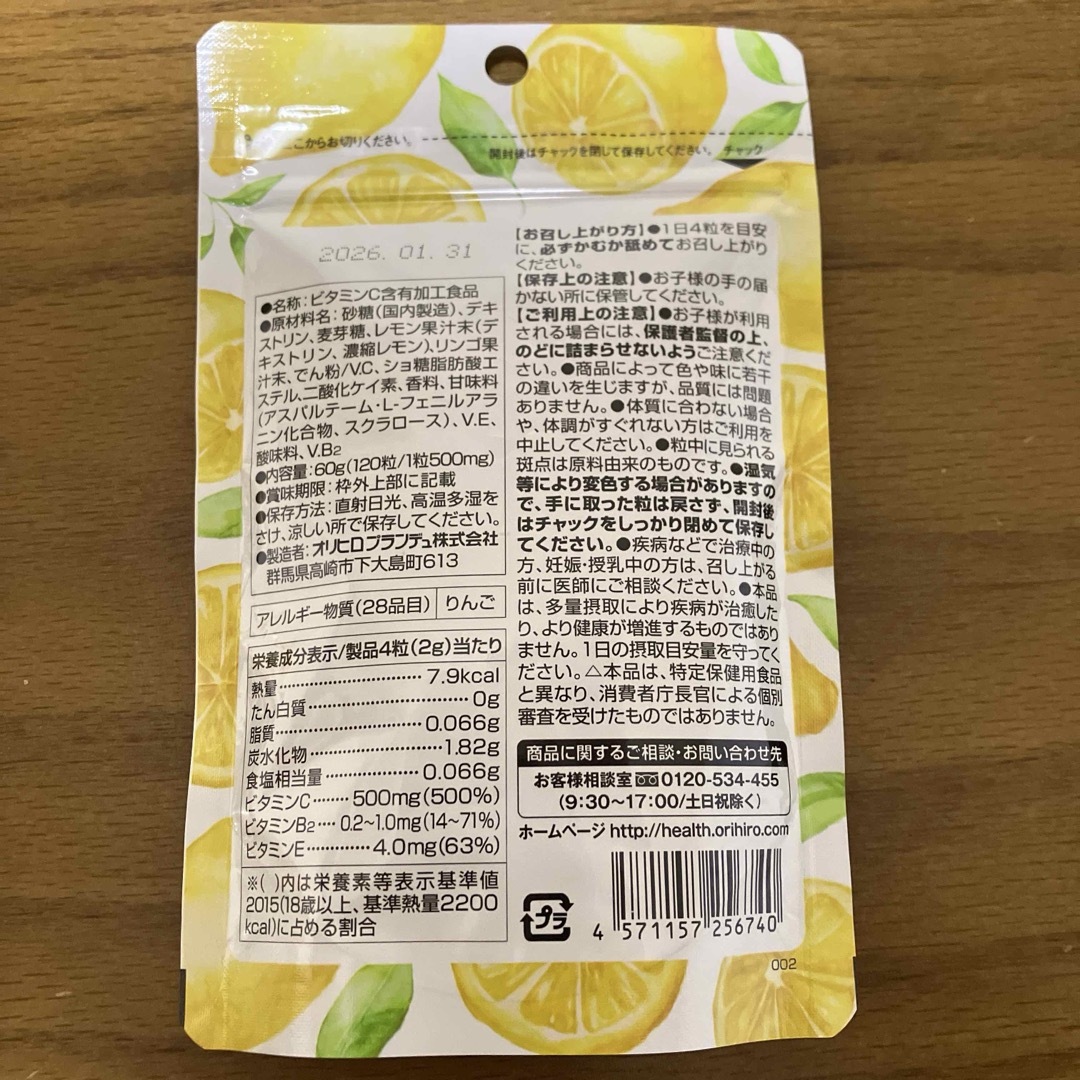 ここからお切りください。
開封後はチャックを閉じて保存してください。 チャック
2026. 01. 31
●名称:ビタミンC含有加工食品
●原材料名:砂糖(国内製造)、デキ
ストリン、麦芽糖、レモン果汁末(デ
キストリン、濃縮レモン)、リンゴ果
汁末、でん粉/V.C、ショ糖脂肪酸エ
ステル、二酸化ケイ素、香料、甘味料
(アスパルテーム・L-フェニルアラ
ニン化合物、スクラロース)、V.E、
酸味料、V.B2
●内容量:60g(120粒/1粒500mg)
●賞味期限:枠外上部に記載
●保存方法:直射日光、高温多湿を
さけ、涼しい所で保存してください。
●製造者:オリヒロプランデュ株式会社
群馬県高崎市下大島町613
アレルギー物質(28品目) りんご
栄養成分表示/製品4粒(2g)当たり
熱量 7.9kcal
たん白質 0g
脂質 0.066g
炭水化物 1.82g
食塩相当量 0.066g
ビタミンC 500mg(500%)
ビタミンB2 0.2~1.0mg(14~71%)
ビタミンE 4.0mg(63%)
※( )内は栄養素等表示基準値
2015(18歳以上、基準熱量2200
kcal)に占める割合
【お召し上がり方】●1日4粒を目安
に、必ずかむか舐めてお召し上がり
ください。
【保存上の注意】●お子様の手の届
かない所に保管してください。
【ご利用上の注意】●お子様が利用
される場合には、保護者監督の上、
のどに詰まらせないようご注意くだ
さい。●商品によって色や味に若干
の違いを生じますが、品質には問題
ありません。●体質に合わない場合
や、体調がすぐれない方はご利用を
中止してください。●粒中に見られる
斑点は原料由来のものです。●湿気
等により変色する場合がありますの
で、手に取った粒は戻さず、開封後
はチャックをしっかり閉めて保存し
てください。●疾病などで治療中の
方、妊娠・授乳中の方は、召し上がる
前に医師にご相談ください。●本品
は、多量摂取により疾病が治癒した
り、より健康が増進するものではあり
ません。1日の摂取目安量を守ってく
ださい。△本品は、特定保健用食品
と異なり、消費者庁長官による個別
審査を受けたものではありません。
商品に関するご相談・お問い合わせ先
お客様相談室 0120-534-455
(9:30~17:00/土日祝除く)
ホームページ http://health.orihiro.com
プラ
4 571157 256740
002